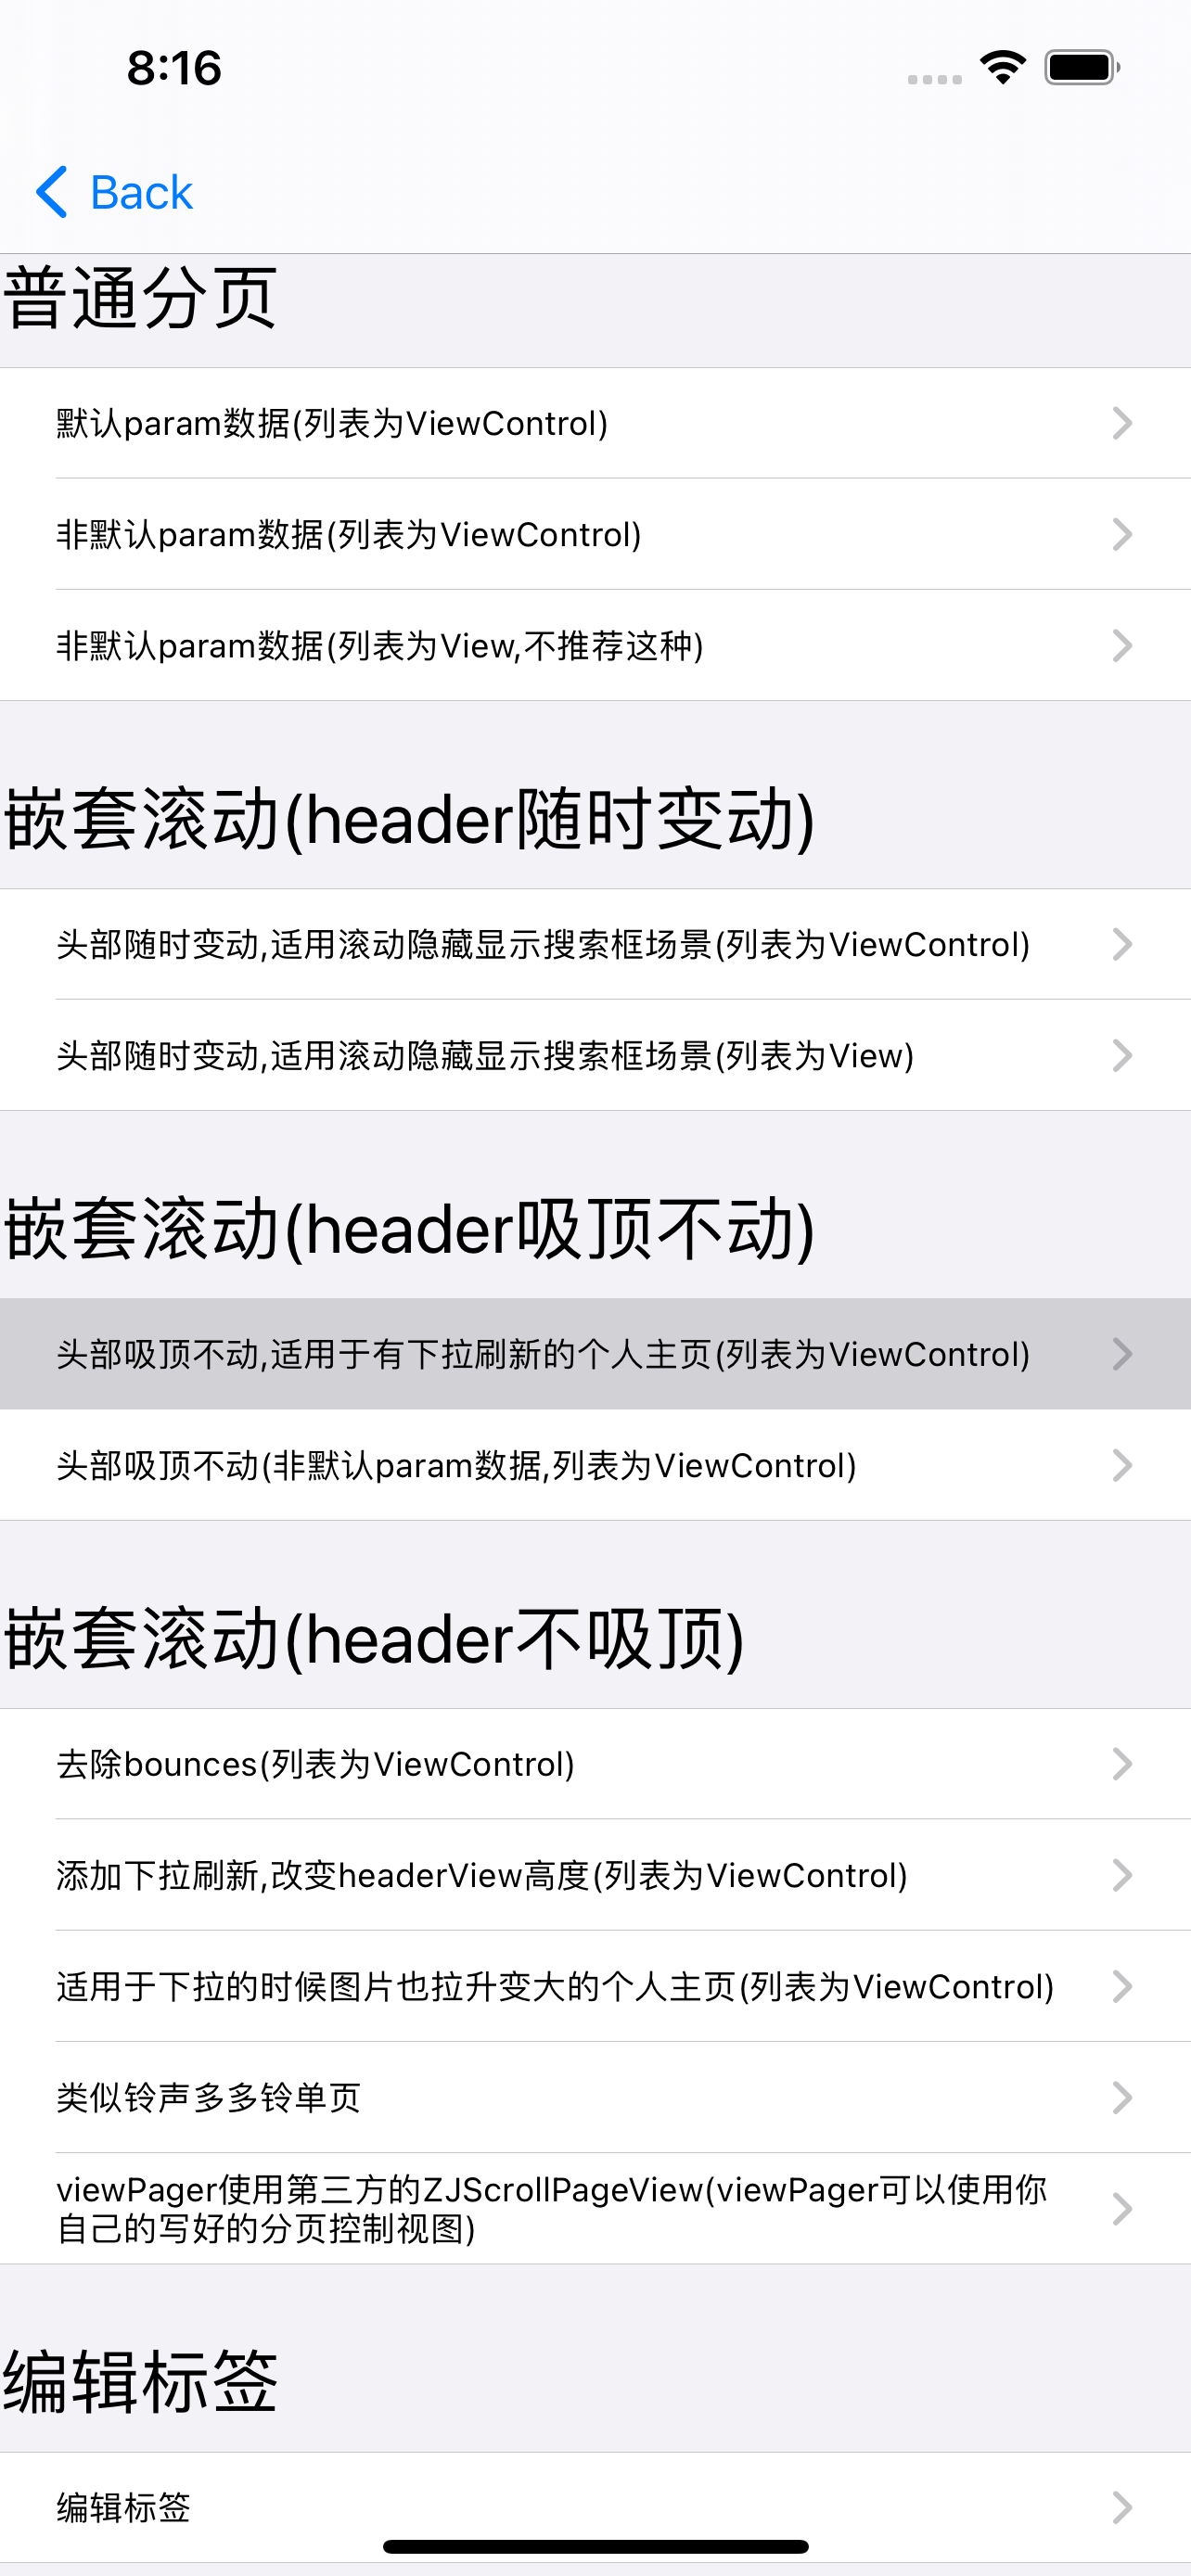 8:16
Back
普通分页
默认param数据(列表为ViewControl)
非默认param数据(列表为ViewControl)
非默认param数据(列表为View,不推荐这种)
嵌套滚动(header随时变动)
头部随时变动,适用滚动隐藏显示搜索框场景(列表为ViewControl)
头部随时变动,适用滚动隐藏显示搜索框场景(列表为View)
嵌套滚动(header吸顶不动)
头部吸顶不动,适用于有下拉刷新的个人主页(列表为ViewControl)
头部吸顶不动(非默认param数据,列表为ViewControl)
嵌套滚动(header不吸顶)
去除bounces(列表为ViewControl)
添加下拉刷新,改变headerView高度(列表为ViewControl)
适用于下拉的时候图片也拉升变大的个人主页(列表为ViewControl)
类似铃声多多铃单页
viewPager使用第三方的ZJScrollPageView(viewPager可以使用你
自己的写好的分页控制视图)
编辑标签
编辑标签